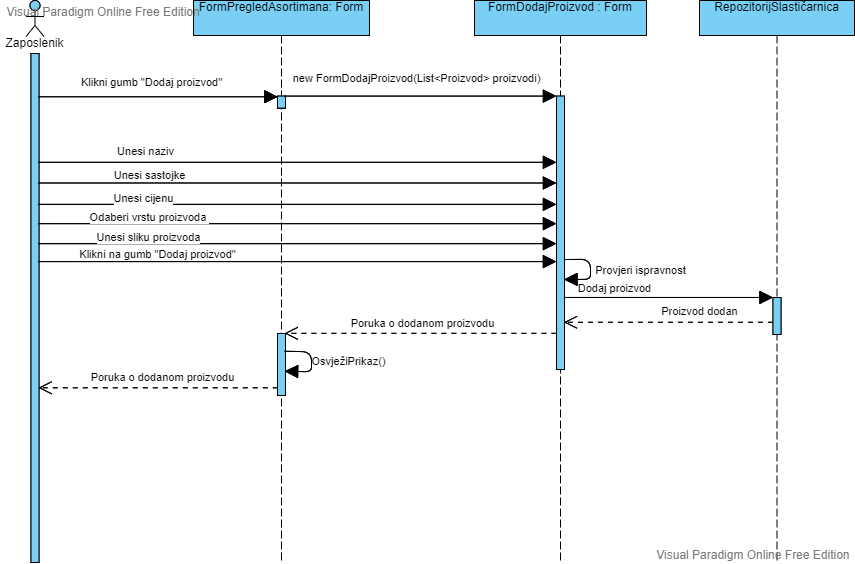 Visual Paradigm Online Free Edition
FormPregledAsortimana: Form
FormDodajProizvod : Form
RepozitorijSlastičarnica
Zaposlenik
Klikni gumb "Dodaj proizvod"
new FormDodajProizvod(List<Proizvod> proizvodi)
Unesi naziv
Unesi sastojke
Unesi cijenu
Odaberi vrstu proizvoda
Unesi sliku proizvoda
Klikni na gumb "Dodaj proizvod"
Provjeri ispravnost
Dodaj proizvod
Proizvod dodan
Poruka o dodanom proizvodu
OsvježiPrikaz()
Poruka o dodanom proizvodu
Visual Paradigm Online Free Edition